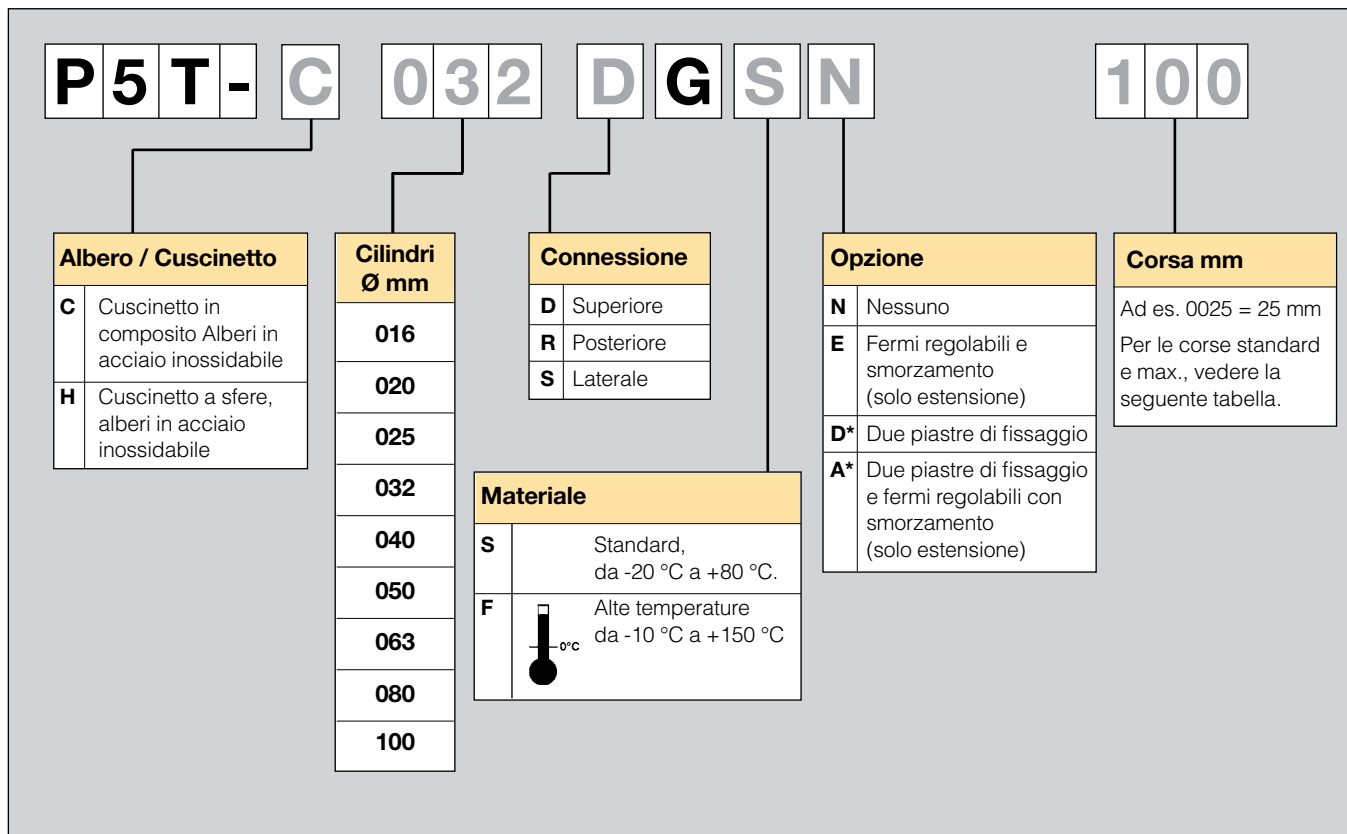 P5T- C 032 D G S N 100
Albero / Cuscinetto
C Cuscinetto in
composito Alberi in
acciaio inossidabile
H Cuscinetto a sfere,
alberi in acciaio
inossidabile
Cilindri
Ø mm
016
020
025
032
040
050
063
080
100
Connessione
D Superiore
R Posteriore
S Laterale
Materiale
S Standard,
da -20 °C a +80 °C.
F Alte temperature
da -10 °C a +150 °C
0°C
Opzione
N Nessuno
E Fermi regolabili e
smorzamento
(solo estensione)
D* Due piastre di fissaggio
A* Due piastre di fissaggio
e fermi regolabili con
smorzamento
(solo estensione)
Corsa mm
Ad es. 0025 = 25 mm
Per le corse standard
e max., vedere la
seguente tabella.